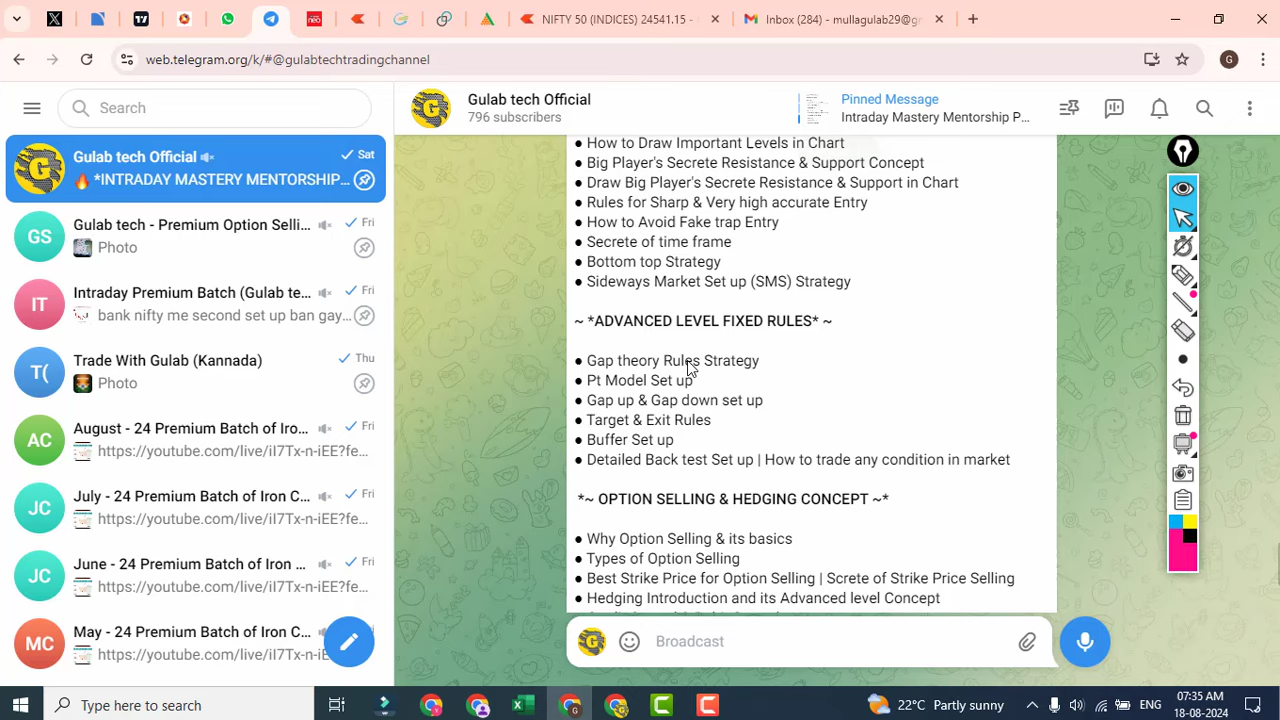 NIFTY 50 (INDICES) 24541.15 -
Inbox (284) - mullagulab29@gr
web.telegram.org/k/#@gulabtechtradingchannel
G
Search
Gulab tech Official
796 subscribers
Pinned Message
Intraday Mastery Mentorship P...
Gulab tech Official
Sat
🔥 *INTRADAY MASTERY MENTORSHIP...
GS
Gulab tech - Premium Option Selli...
Fri
Photo
IT
Intraday Premium Batch (Gulab te...
Fri
bank nifty me second set up ban gay...
T(
Trade With Gulab (Kannada)
Thu
Photo
AC
August - 24 Premium Batch of Iro...
Fri
https://youtube.com/live/iI7Tx-n-iEE?fe...
JC
July - 24 Premium Batch of Iron C...
Fri
https://youtube.com/live/iI7Tx-n-iEE?fe...
JC
June - 24 Premium Batch of Iron ...
Fri
https://youtube.com/live/iI7Tx-n-iEE?fe...
MC
May - 24 Premium Batch of Iron C...
Fri
https://youtube.com/live/iI7Tx-n-iE
● How to Draw Important Levels in Chart
● Big Player's Secrete Resistance & Support Concept
● Draw Big Player's Secrete Resistance & Support in Chart
● Rules for Sharp & Very high accurate Entry
● How to Avoid Fake trap Entry
● Secrete of time frame
● Bottom top Strategy
● Sideways Market Set up (SMS) Strategy
~ *ADVANCED LEVEL FIXED RULES* ~
● Gap theory Rules Strategy
● Pt Model Set up
● Gap up & Gap down set up
● Target & Exit Rules
● Buffer Set up
● Detailed Back test Set up | How to trade any condition in market
*~ OPTION SELLING & HEDGING CONCEPT ~*
● Why Option Selling & its basics
● Types of Option Selling
● Best Strike Price for Option Selling | Screte of Strike Price Selling
● Hedging Introduction and its Advanced level Concept
Broadcast
Type here to search
22°C Partly sunny
ENG
07:35 AM
18-08-2024